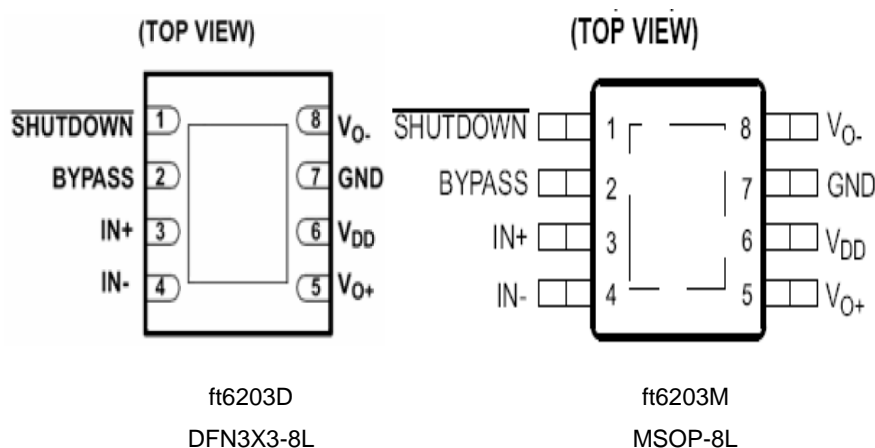 (TOP VIEW)
SHUTDOWN 1 8 VO-
BYPASS 2 7 GND
IN+ 3 6 VDD
IN- 4 5 VO+
ft6203D
DFN3X3-8L
(TOP VIEW)
SHUTDOWN 1 8 VO-
BYPASS 2 7 GND
IN+ 3 6 VDD
IN- 4 5 VO+
ft6203M
MSOP-8L